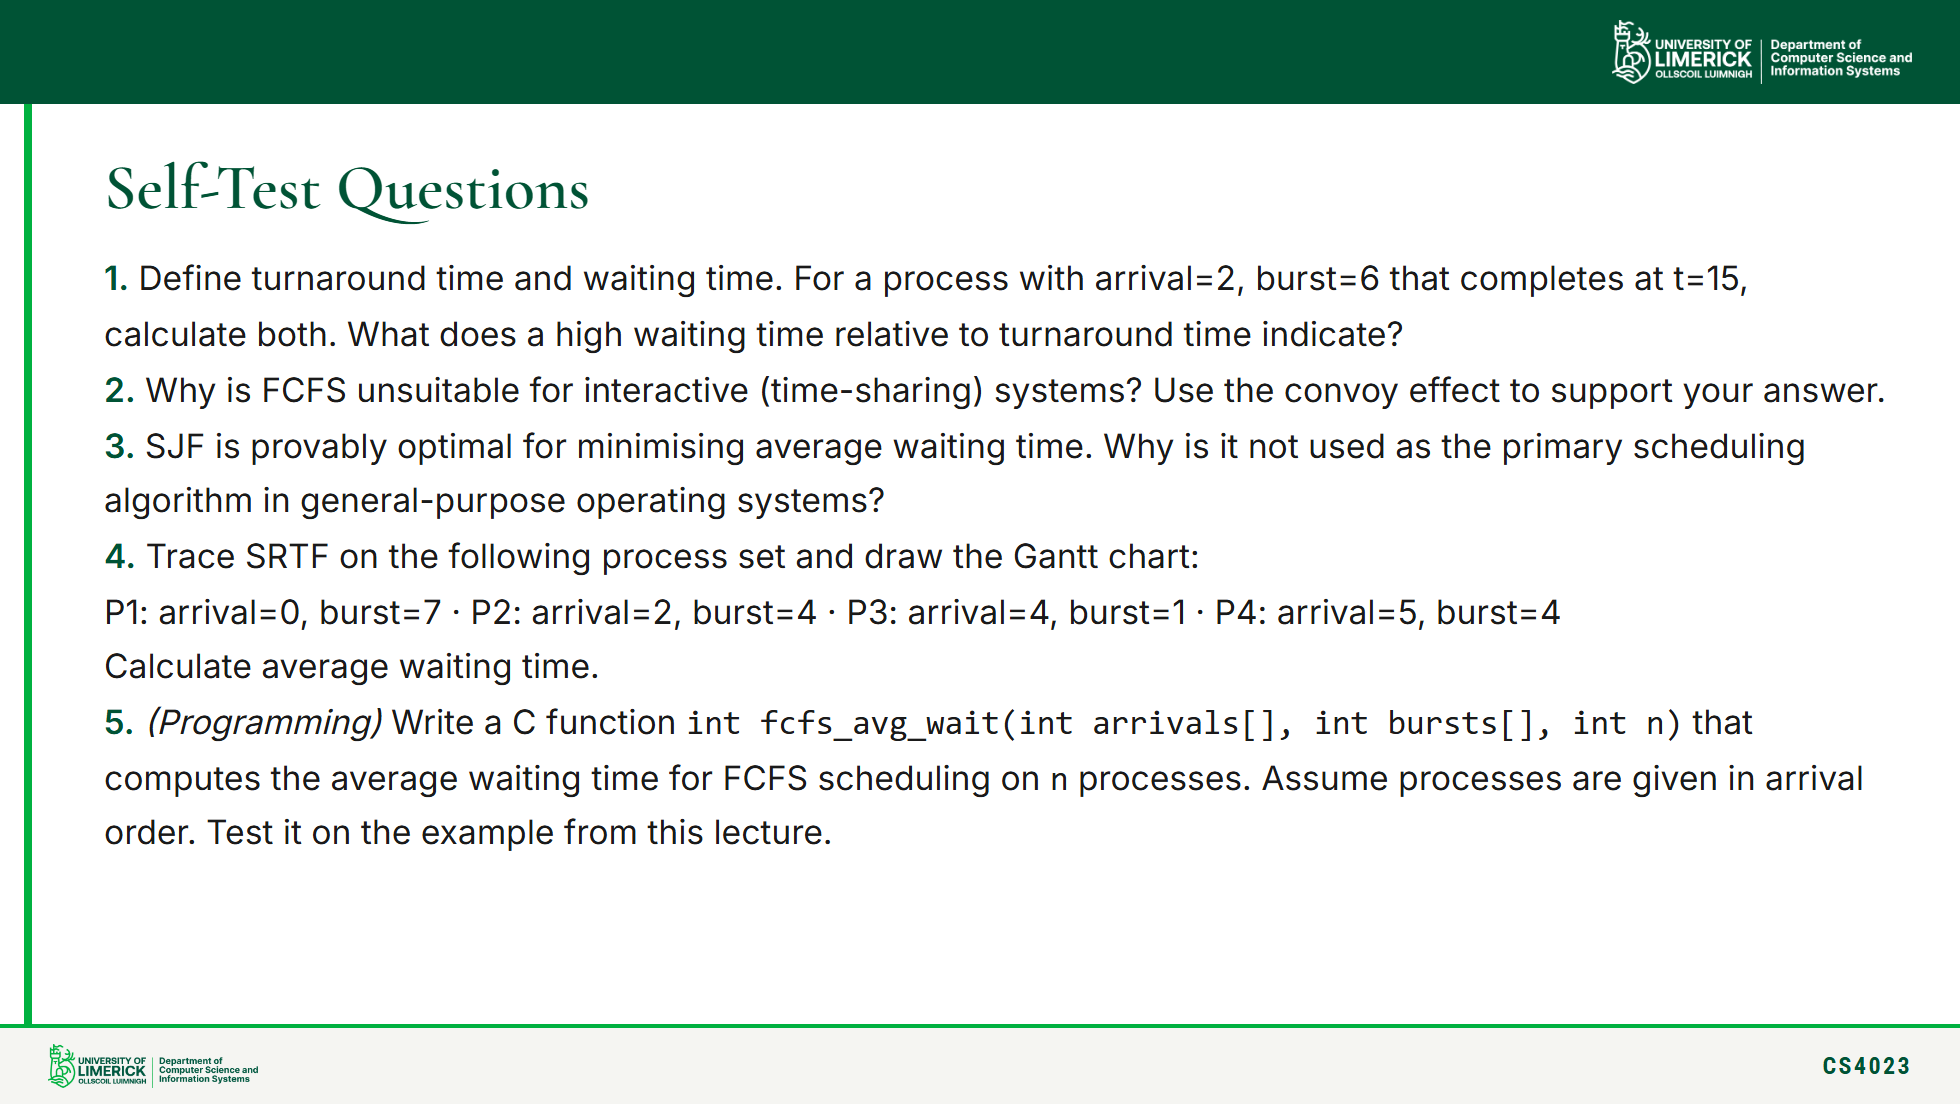 UNIVERSITY OF
LIMERICK
OLLSCOIL LUIMNIGH
Department of
Computer Science and
Information Systems
Self-Test Questions
1. Define turnaround time and waiting time. For a process with arrival=2, burst=6 that completes at t=15,
calculate both. What does a high waiting time relative to turnaround time indicate?
2. Why is FCFS unsuitable for interactive (time-sharing) systems? Use the convoy effect to support your answer.
3. SJF is provably optimal for minimising average waiting time. Why is it not used as the primary scheduling
algorithm in general-purpose operating systems?
4. Trace SRTF on the following process set and draw the Gantt chart:
P1: arrival=0, burst=7 · P2: arrival=2, burst=4 · P3: arrival=4, burst=1 · P4: arrival=5, burst=4
Calculate average waiting time.
5. (Programming) Write a C function int fcfs_avg_wait(int arrivals[], int bursts[], int n) that
computes the average waiting time for FCFS scheduling on n processes. Assume processes are given in arrival
order. Test it on the example from this lecture.
UNIVERSITY OF
LIMERICK
OLLSCOIL LUIMNIGH
Department of
Computer Science and
Information Systems
CS4023